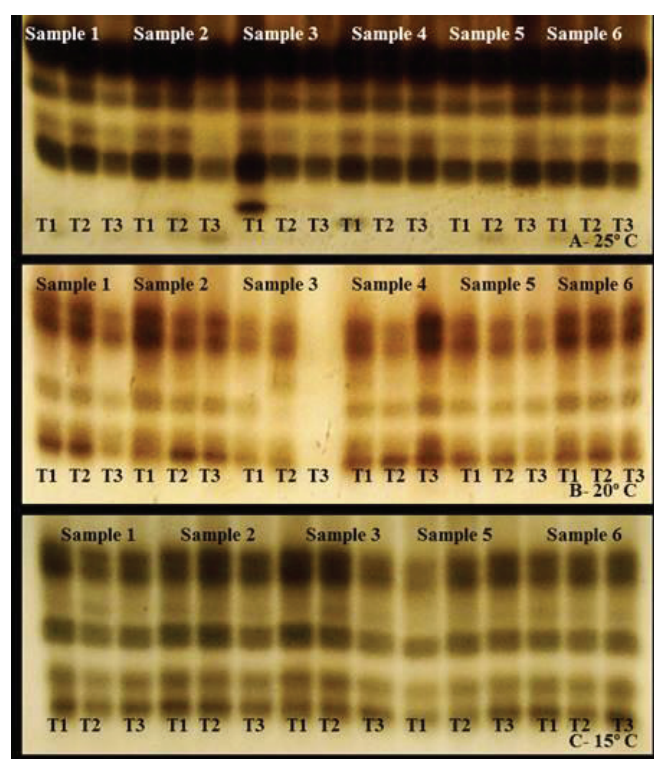 Sample 1 Sample 2 Sample 3 Sample 4 Sample 5 Sample 6
T1 T2 T3 T1 T2 T3 T1 T2 T3 T1 T2 T3 T1 T2 T3 T1 T2 T3
A- 25º C
Sample 1 Sample 2 Sample 3 Sample 4 Sample 5 Sample 6
T1 T2 T3 T1 T2 T3 T1 T2 T3 T1 T2 T3 T1 T2 T3 T1 T2 T3
B- 20º C
Sample 1 Sample 2 Sample 3 Sample 5 Sample 6
T1 T2 T3 T1 T2 T3 T1 T2 T3 T1 T2 T3 T1 T2 T3
C- 15º C